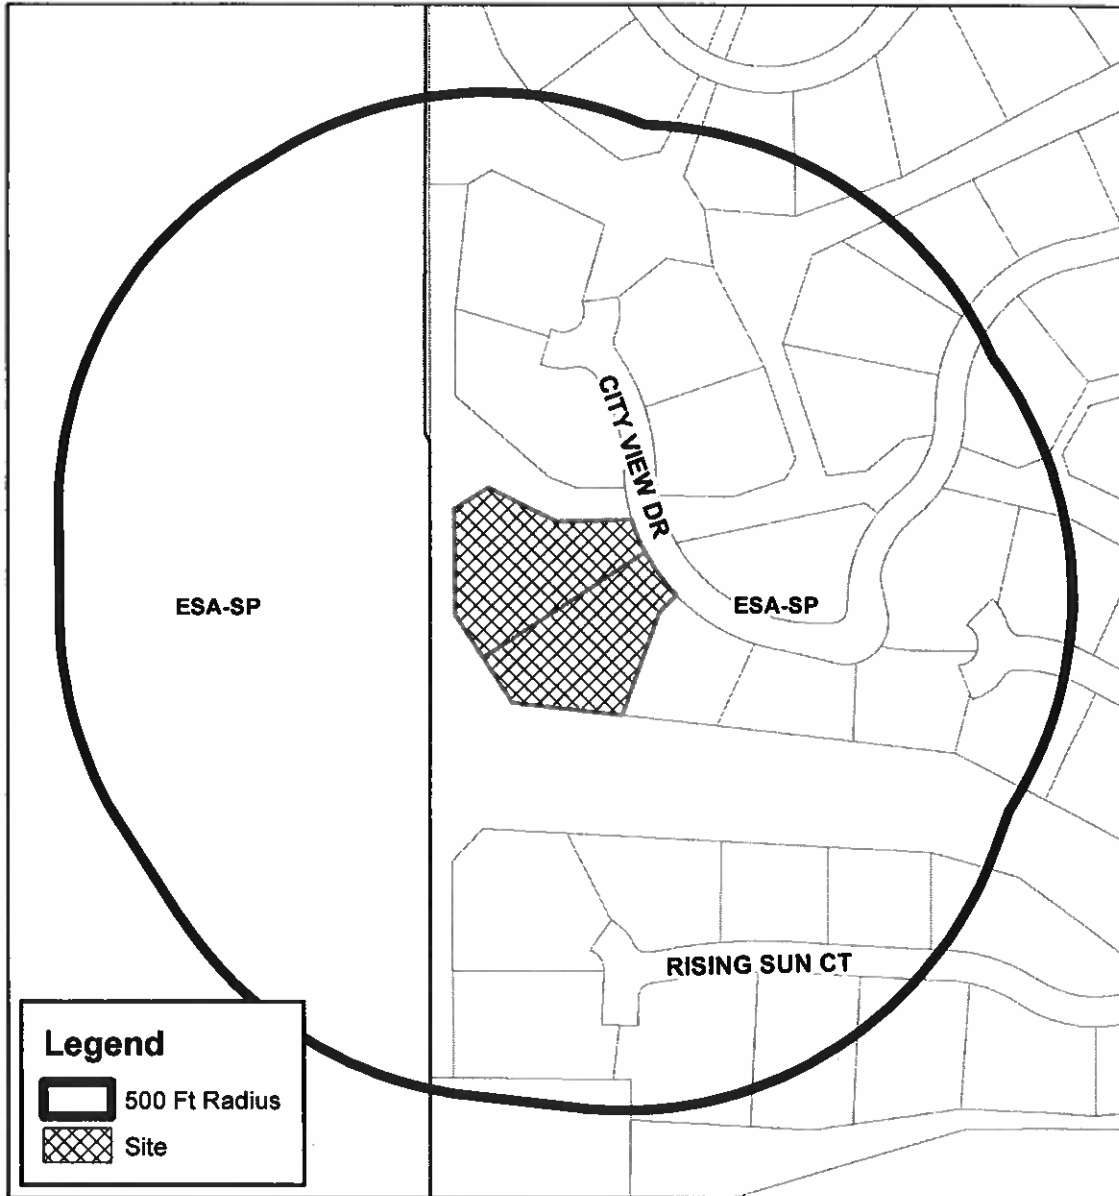 CITY VIEW DR
ESA-SP
ESA-SP
RISING SUN CT
Legend
500 Ft Radius
Site